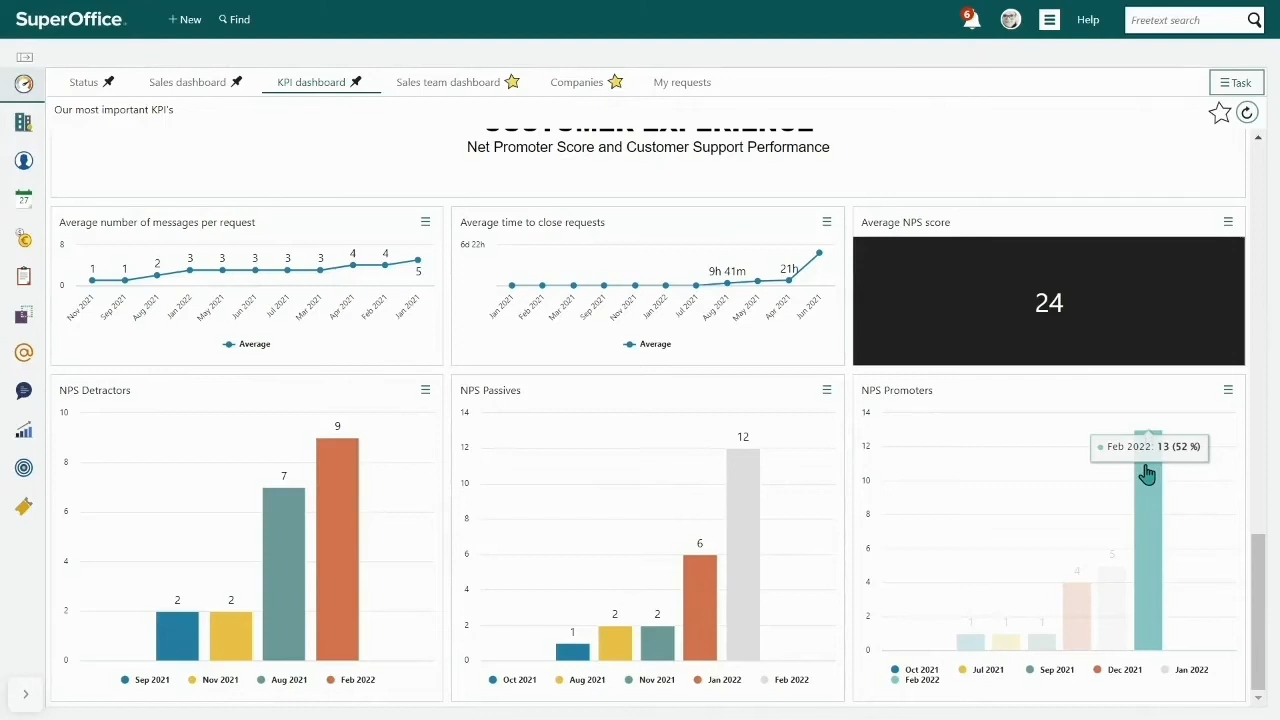 SuperOffice
+ New
Find
6
Help
Freetext search
Status
Sales dashboard
KPI dashboard
Sales team dashboard
Companies
My requests
Task
Our most important KPI's
CUSTOMER EXPERIENCE
Net Promoter Score and Customer Support Performance
27
Average number of messages per request
8
0
1
1
2
3
3
3
3
3
4
4
5
Nov 2021
Sep 2021
Aug 2021
Jan 2022
May 2021
Jun 2021
Jul 2021
Mar 2021
Apr 2021
Feb 2021
Jan 2021
Average
Average time to close requests
6d 22h
9h 41m
21h
Jan 2021
Feb 2021
Mar 2021
Sep 2021
Nov 2021
Jan 2022
Jul 2021
Aug 2021
May 2021
Apr 2021
Jun 2021
Average
Average NPS score
24
NPS Detractors
10
8
6
4
2
0
2
2
7
9
Sep 2021
Nov 2021
Aug 2021
Feb 2022
NPS Passives
14
12
10
8
6
4
2
0
1
2
2
6
12
Oct 2021
Aug 2021
Nov 2021
Jan 2022
Feb 2022
NPS Promoters
14
12
10
8
6
4
2
0
1
1
1
4
5
Feb 2022: 13 (52 %)
Oct 2021
Jul 2021
Sep 2021
Dec 2021
Jan 2022
Feb 2022